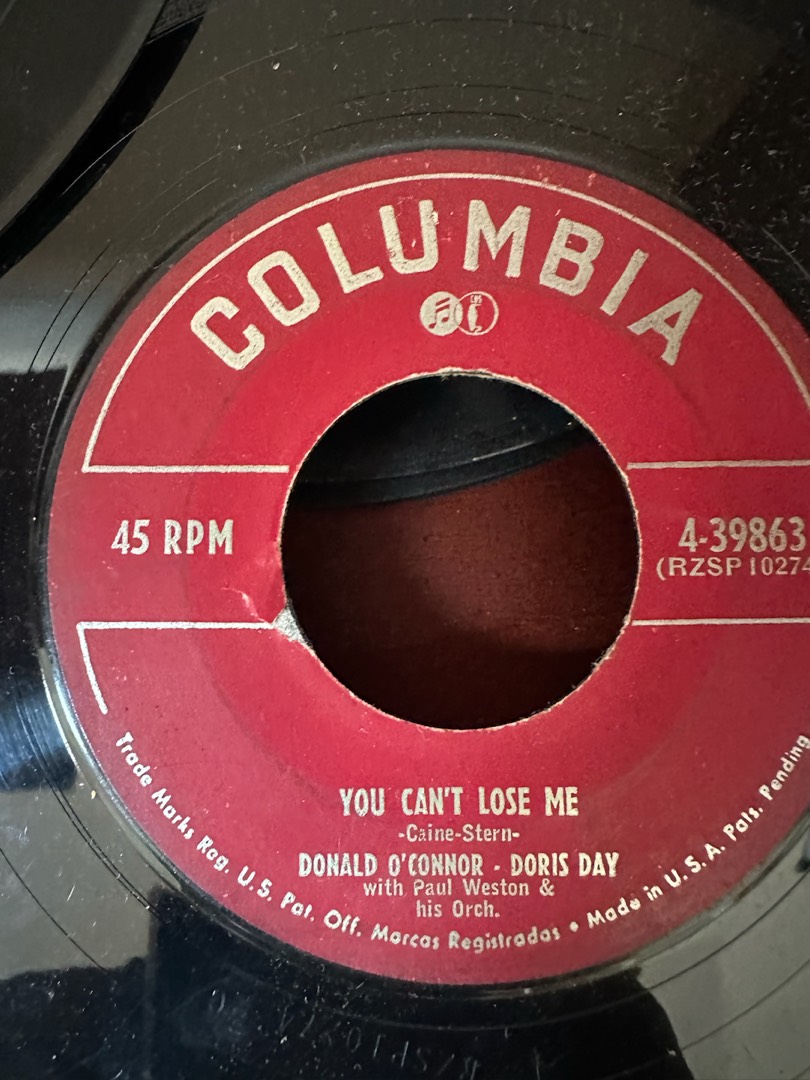 COLUMBIA
45 RPM
4-39863
(RZSP 10274
YOU CAN'T LOSE ME
-Caine-Stern-
DONALD O'CONNOR - DORIS DAY
with Paul Weston &
his Orch.
Trade Marks Reg. U.S. Pat. Off. Marcas Registradas • Made in U.S.A. Pats. Pending